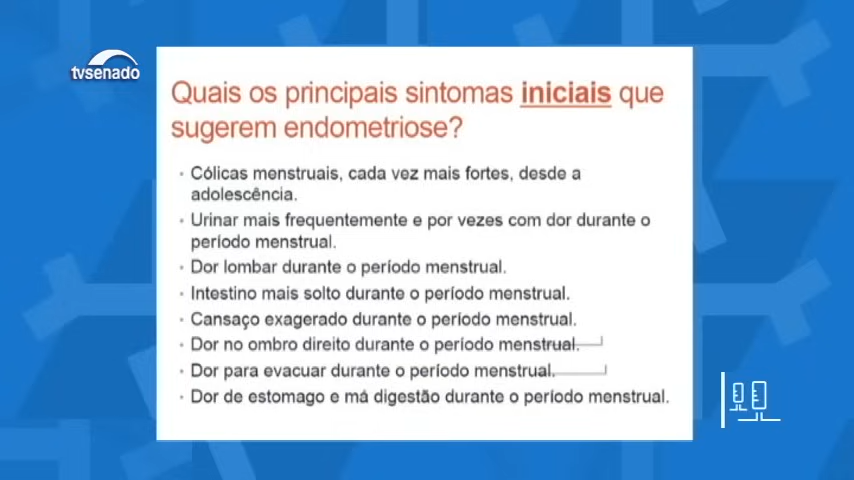 tvsenado
Quais os principais sintomas iniciais que
sugerem endometriose?
• Cólicas menstruais, cada vez mais fortes, desde a
adolescência.
• Urinar mais frequentemente e por vezes com dor durante o
período menstrual.
• Dor lombar durante o período menstrual.
• Intestino mais solto durante o período menstrual.
• Cansaço exagerado durante o período menstrual.
• Dor no ombro direito durante o período menstrual.
• Dor para evacuar durante o período menstrual.
• Dor de estomago e má digestão durante o período menstrual.